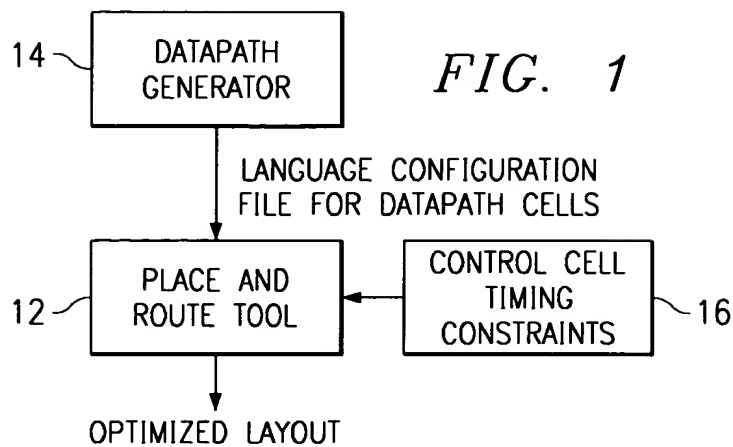 14
DATAPATH
GENERATOR
FIG. 1
LANGUAGE CONFIGURATION
FILE FOR DATAPATH CELLS
12
PLACE AND
ROUTE TOOL
CONTROL CELL
TIMING
CONSTRAINTS
16
OPTIMIZED LAYOUT